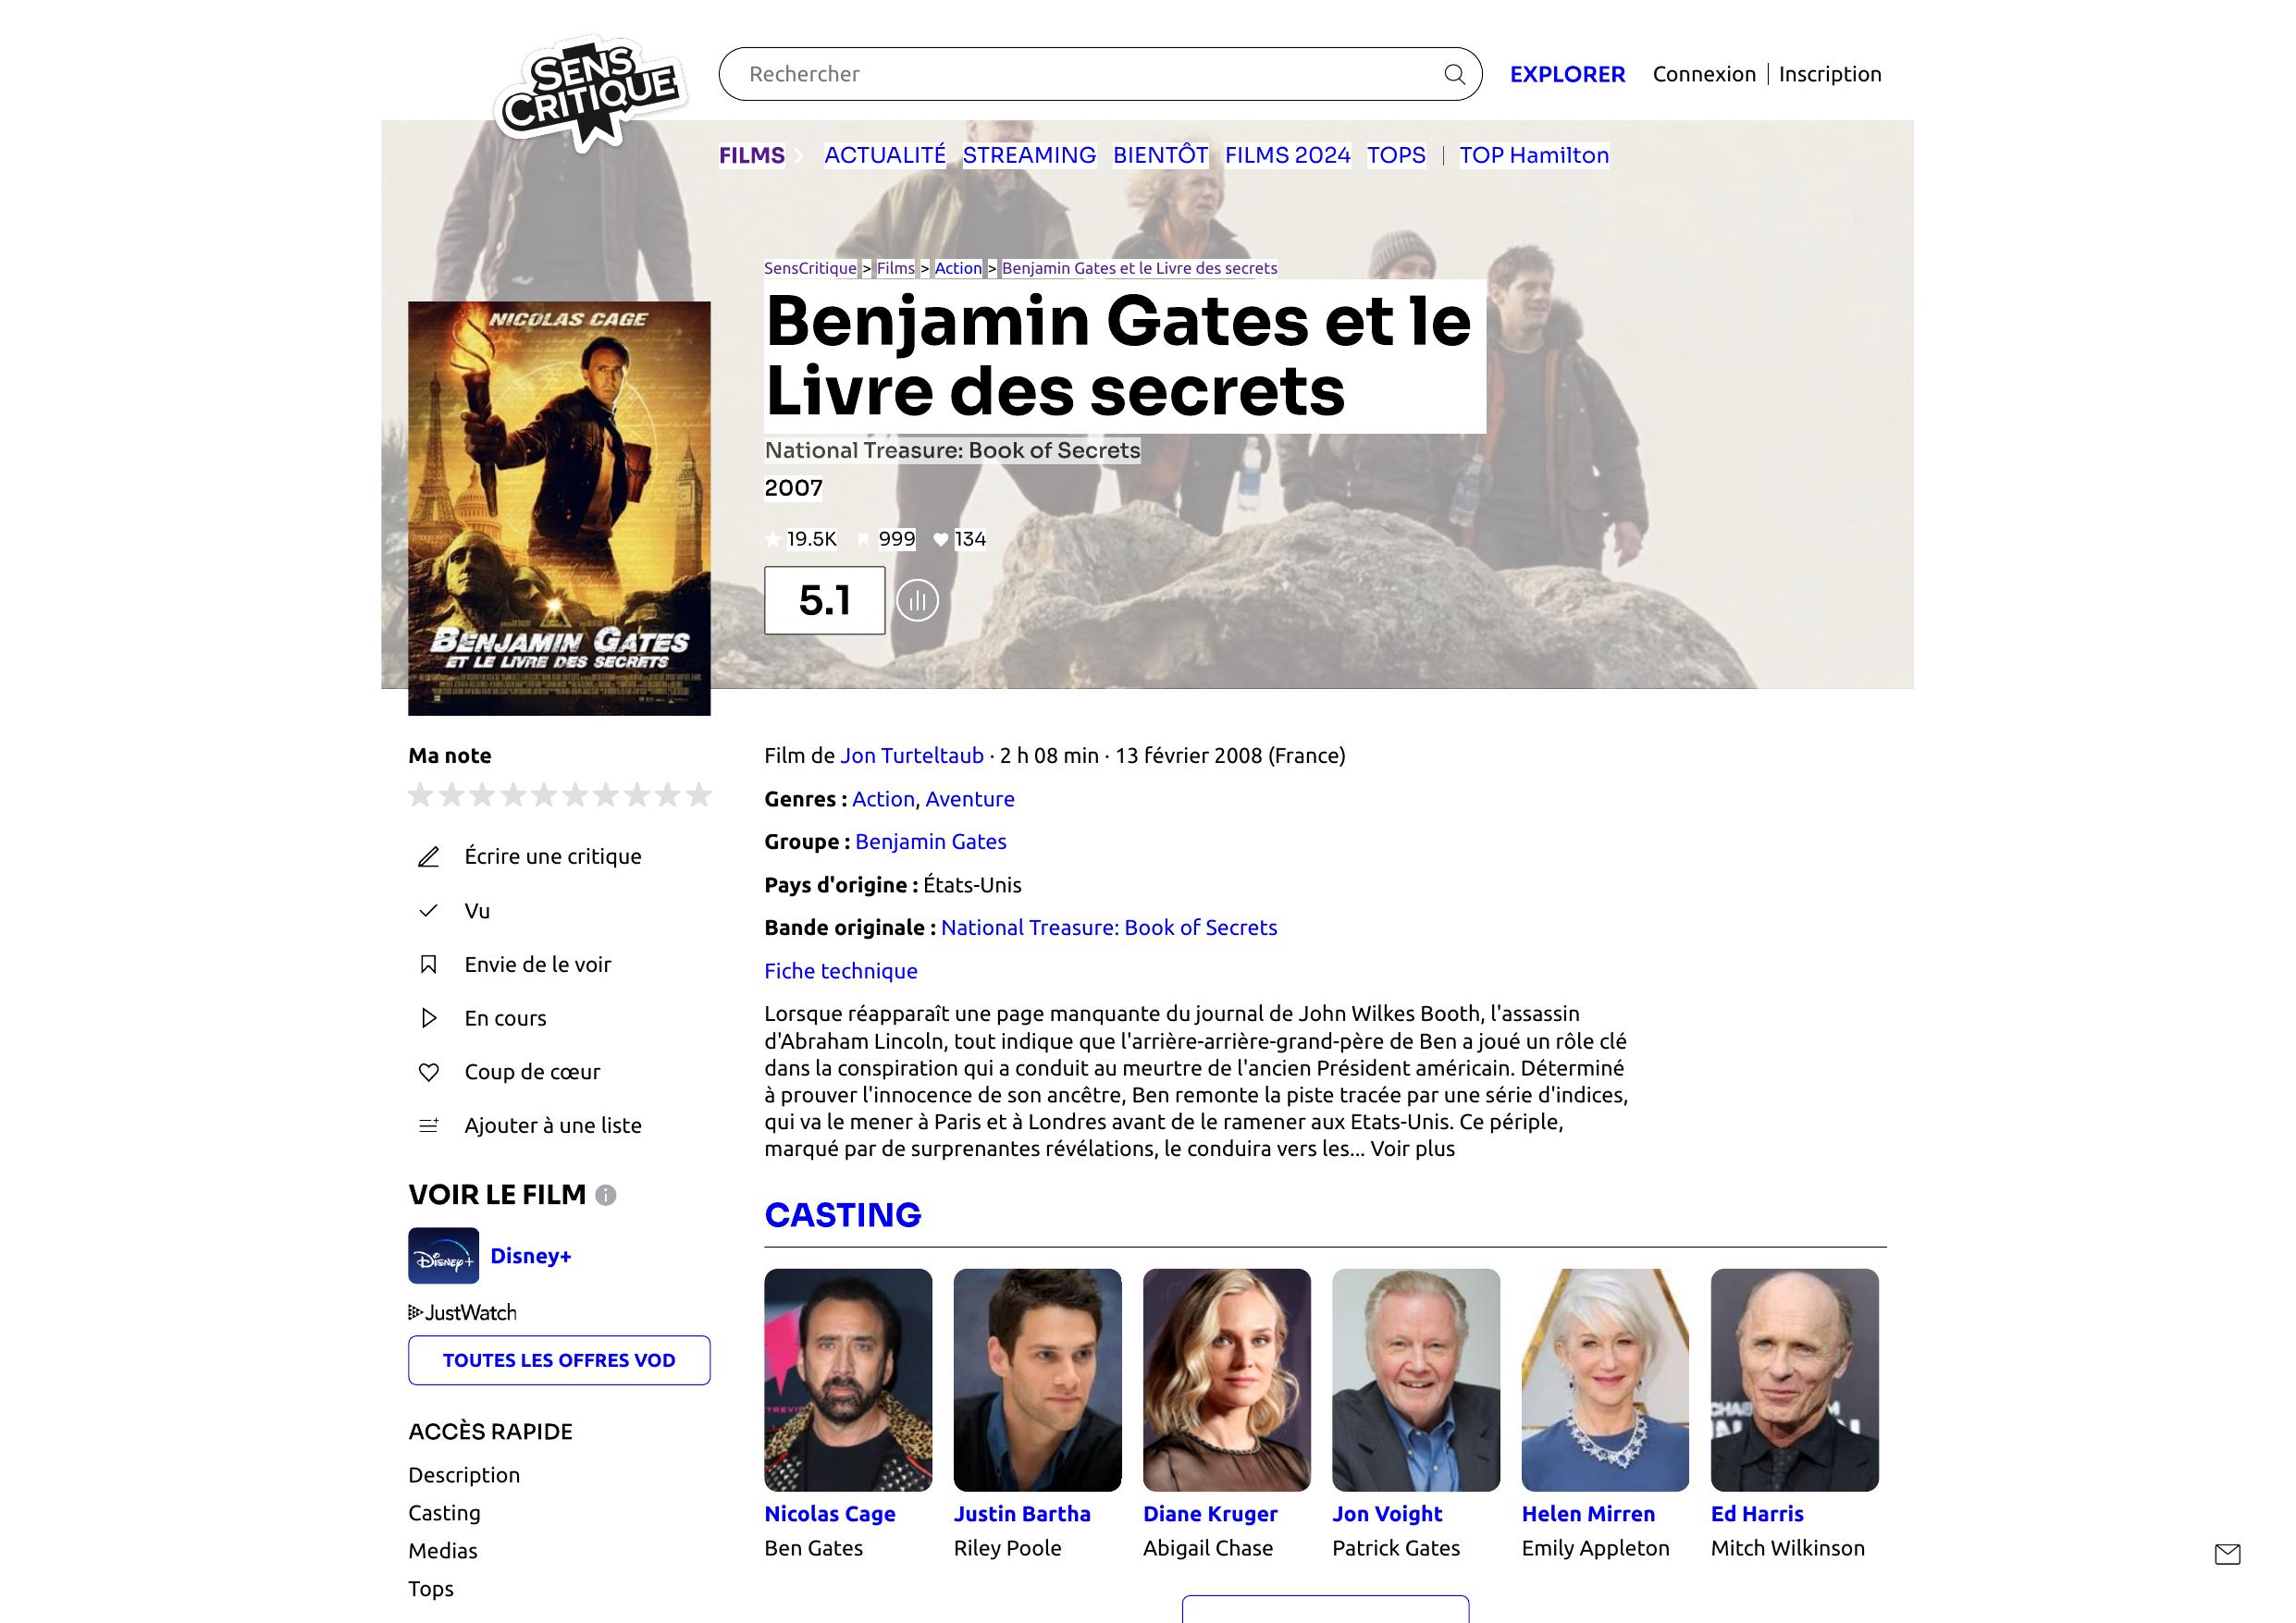 SENS
CRITIQUE
Rechercher
EXPLORER
Connexion
Inscription
FILMS
ACTUALITÉ
STREAMING
BIENTÔT
FILMS 2024
TOPS
TOP Hamilton
SensCritique > Films > Action > Benjamin Gates et le Livre des secrets
Benjamin Gates et le
Livre des secrets
National Treasure: Book of Secrets
2007
19.5K
999
134
5.1
NICOLAS CAGE
BENJAMIN GATES
ET LE LIVRE DES SECRETS
Ma note
Écrire une critique
Vu
Envie de le voir
En cours
Coup de cœur
Ajouter à une liste
VOIR LE FILM
Disney+
Disney+
JustWatch
TOUTES LES OFFRES VOD
ACCÈS RAPIDE
Description
Casting
Medias
Tops
Film de Jon Turteltaub · 2 h 08 min · 13 février 2008 (France)
Genres : Action, Aventure
Groupe : Benjamin Gates
Pays d'origine : États-Unis
Bande originale : National Treasure: Book of Secrets
Fiche technique
Lorsque réapparaît une page manquante du journal de John Wilkes Booth, l'assassin
d'Abraham Lincoln, tout indique que l'arrière-arrière-grand-père de Ben a joué un rôle clé
dans la conspiration qui a conduit au meurtre de l'ancien Président américain. Déterminé
à prouver l'innocence de son ancêtre, Ben remonte la piste tracée par une série d'indices,
qui va le mener à Paris et à Londres avant de le ramener aux Etats-Unis. Ce périple,
marqué par de surprenantes révélations, le conduira vers les... Voir plus
CASTING
Nicolas Cage
Ben Gates
Justin Bartha
Riley Poole
Diane Kruger
Abigail Chase
Jon Voight
Patrick Gates
Helen Mirren
Emily Appleton
Ed Harris
Mitch Wilkinson